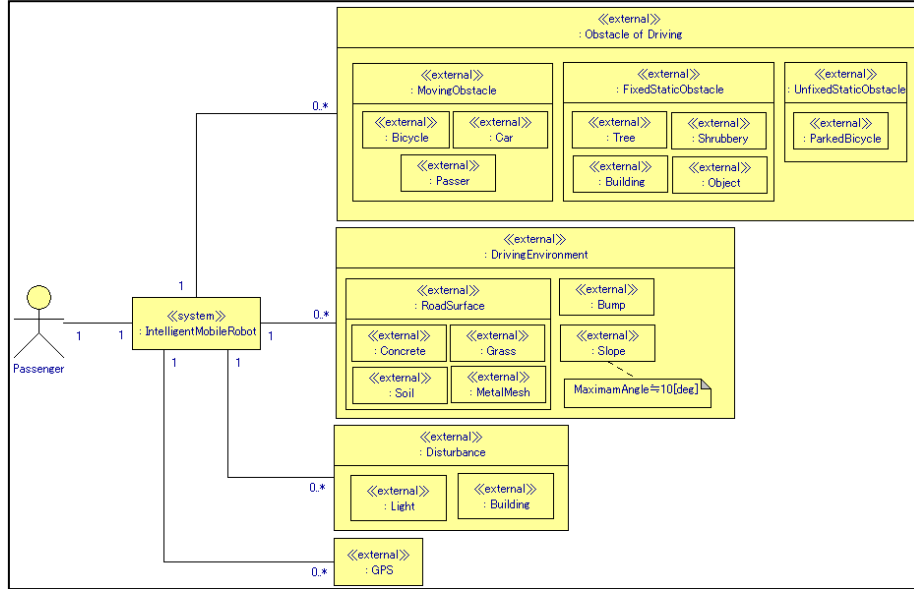 ≪external≫
: Obstacle of Driving
≪external≫
: MovingObstacle
≪external≫
: Bicycle
≪external≫
: Car
≪external≫
: Passer
≪external≫
: FixedStaticObstacle
≪external≫
: Tree
≪external≫
: Shrubbery
≪external≫
: Building
≪external≫
: Object
≪external≫
: UnfixedStaticObstacle
≪external≫
: ParkedBicycle
0..*
1
≪external≫
: DrivingEnvironment
≪external≫
: RoadSurface
≪external≫
: Concrete
≪external≫
: Grass
≪external≫
: Soil
≪external≫
: MetalMesh
≪external≫
: Bump
≪external≫
: Slope
MaximamAngle≒10[deg]
0..*
1
≪system≫
: IntelligentMobileRobot
1
1
Passenger
1
1
≪external≫
: Disturbance
≪external≫
: Light
≪external≫
: Building
0..*
≪external≫
: GPS
0..*